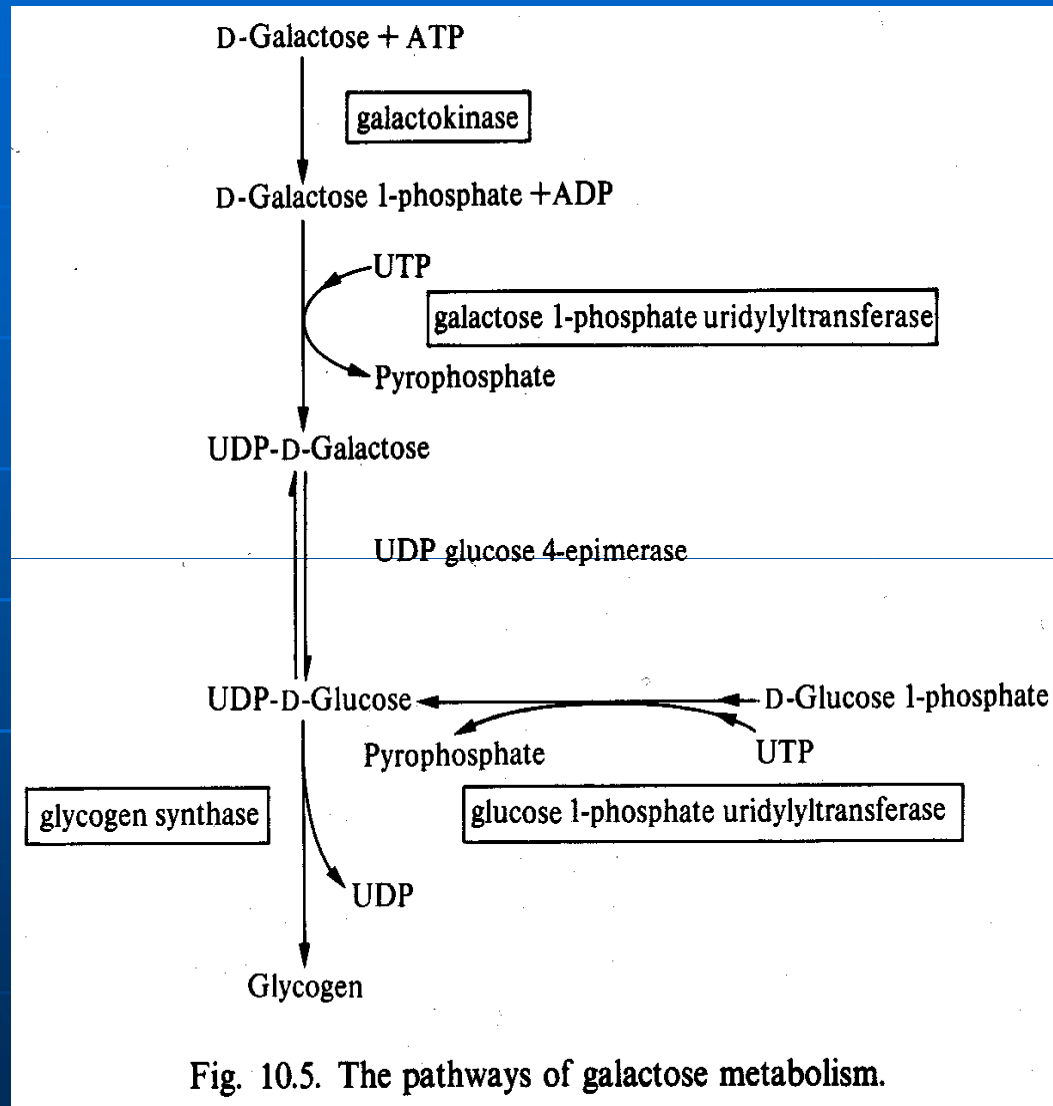 D-Galactose + ATP
galactokinase
D-Galactose 1-phosphate +ADP
UTP
galactose 1-phosphate uridylyltransferase
Pyrophosphate
UDP-D-Galactose
UDP glucose 4-epimerase
UDP-D-Glucose
D-Glucose 1-phosphate
Pyrophosphate
UTP
glycogen synthase
glucose 1-phosphate uridylyltransferase
UDP
Glycogen
Fig. 10.5. The pathways of galactose metabolism.